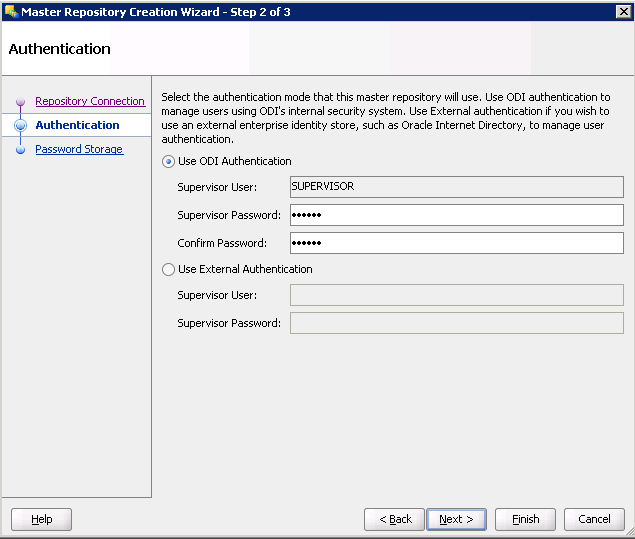 Master Repository Creation Wizard - Step 2 of 3
Authentication
Repository Connection
Authentication
Password Storage
Select the authentication mode that this master repository will use. Use ODI authentication to
manage users using ODI's internal security system. Use External authentication if you wish to
use an external enterprise identity store, such as Oracle Internet Directory, to manage user
authentication.
Use ODI Authentication
Supervisor User: SUPERVISOR
Supervisor Password: ••••••
Confirm Password: ••••••
Use External Authentication
Supervisor User:
Supervisor Password:
Help < Back Next > Finish Cancel